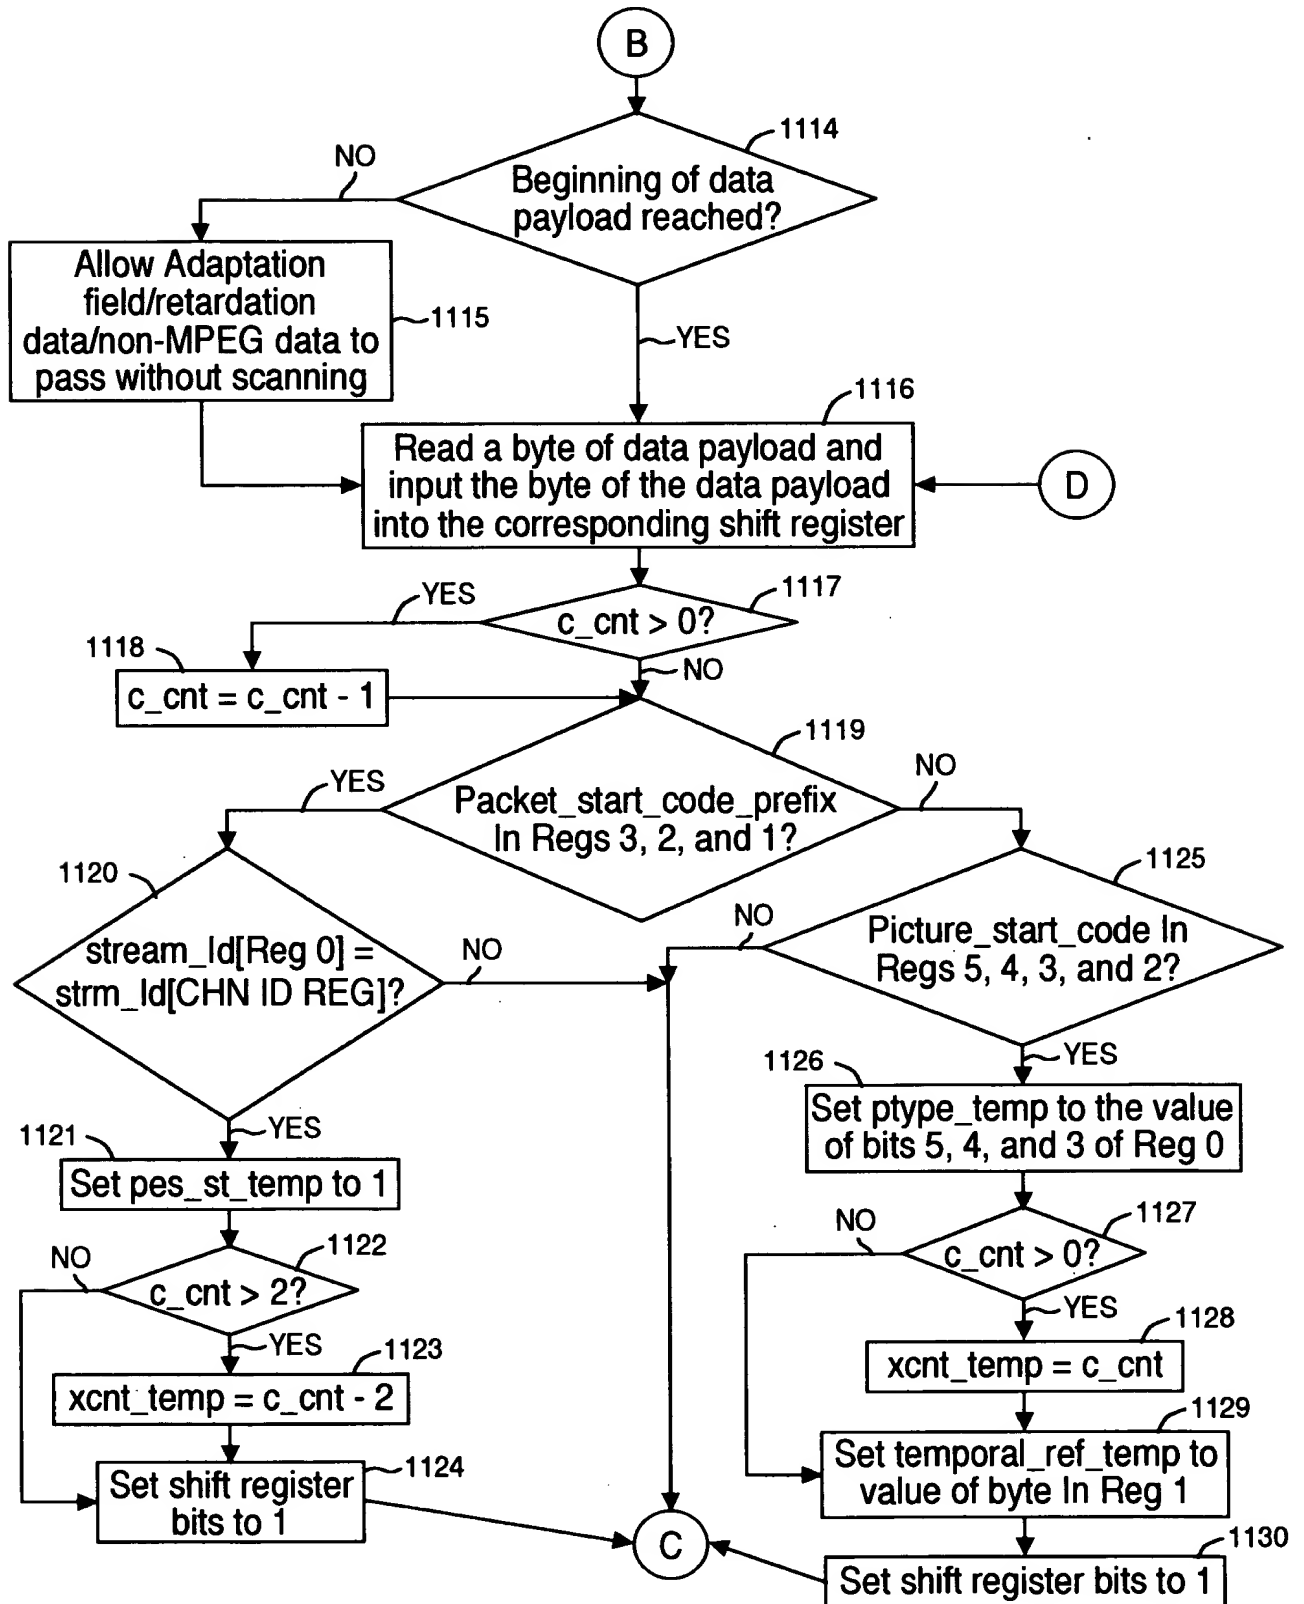 B
1114
NO
Beginning of data
payload reached?
Allow Adaptation
field/retardation
data/non-MPEG data to
pass without scanning
1115
YES
1116
Read a byte of data payload and
input the byte of the data payload
into the corresponding shift register
D
1117
YES
c_cnt > 0?
1118
NO
c_cnt = c_cnt - 1
1119
YES
NO
Packet_start_code_prefix
In Regs 3, 2, and 1?
1120
1125
stream_Id[Reg 0] =
strm_Id[CHN ID REG]?
NO
NO
Picture_start_code In
Regs 5, 4, 3, and 2?
YES
1126
YES
Set ptype_temp to the value
of bits 5, 4, and 3 of Reg 0
1121
Set pes_st_temp to 1
1127
NO
c_cnt > 0?
1122
NO
c_cnt > 2?
YES
YES
1128
xcnt_temp = c_cnt
1123
xcnt_temp = c_cnt - 2
1129
Set temporal_ref_temp to
value of byte In Reg 1
1124
Set shift register
bits to 1
C
1130
Set shift register bits to 1